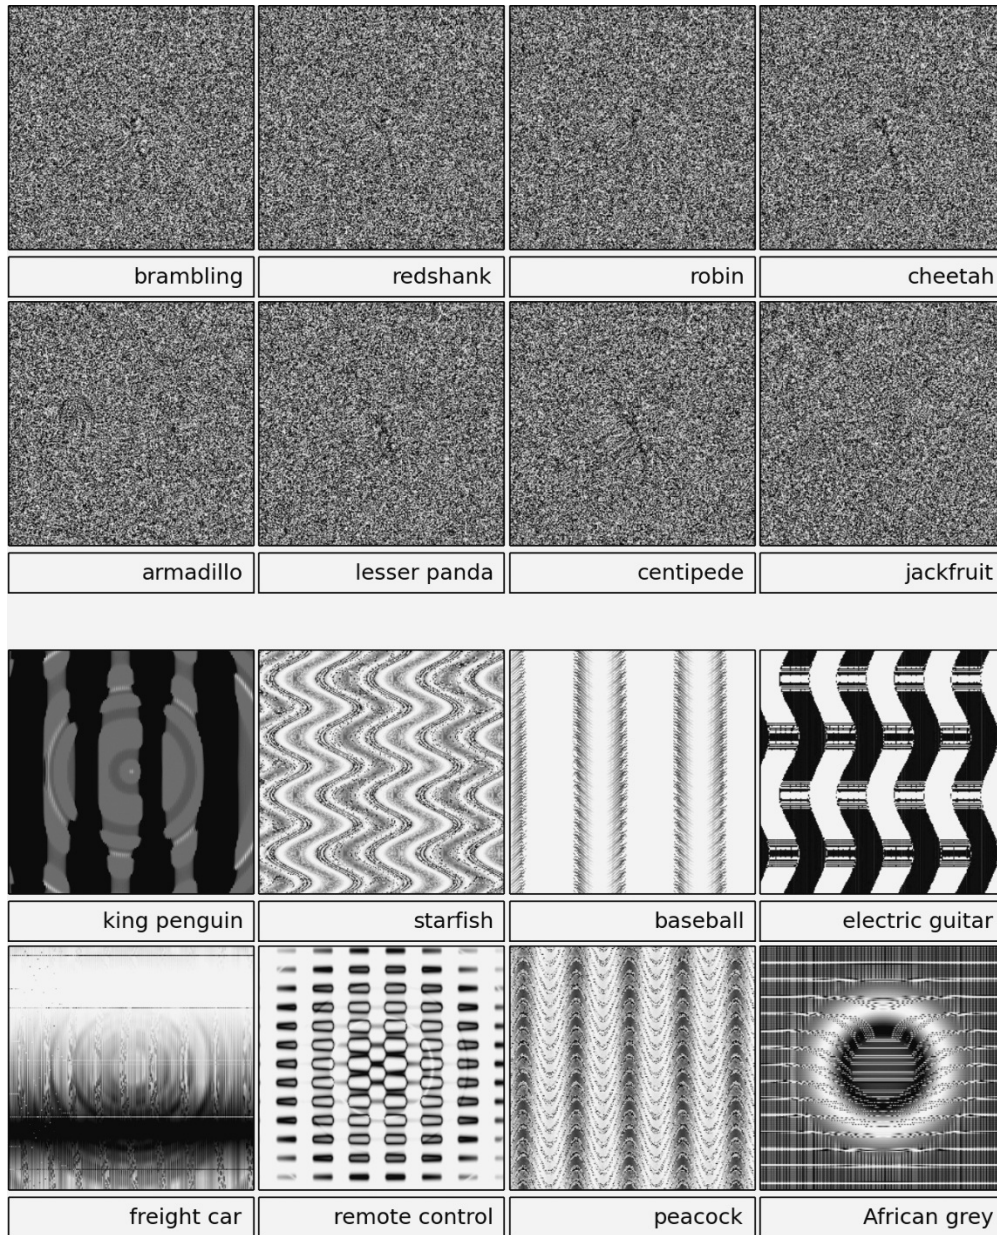 brambling redshank robin cheetah
armadillo lesser panda centipede jackfruit
king penguin starfish baseball electric guitar
freight car remote control peacock African grey